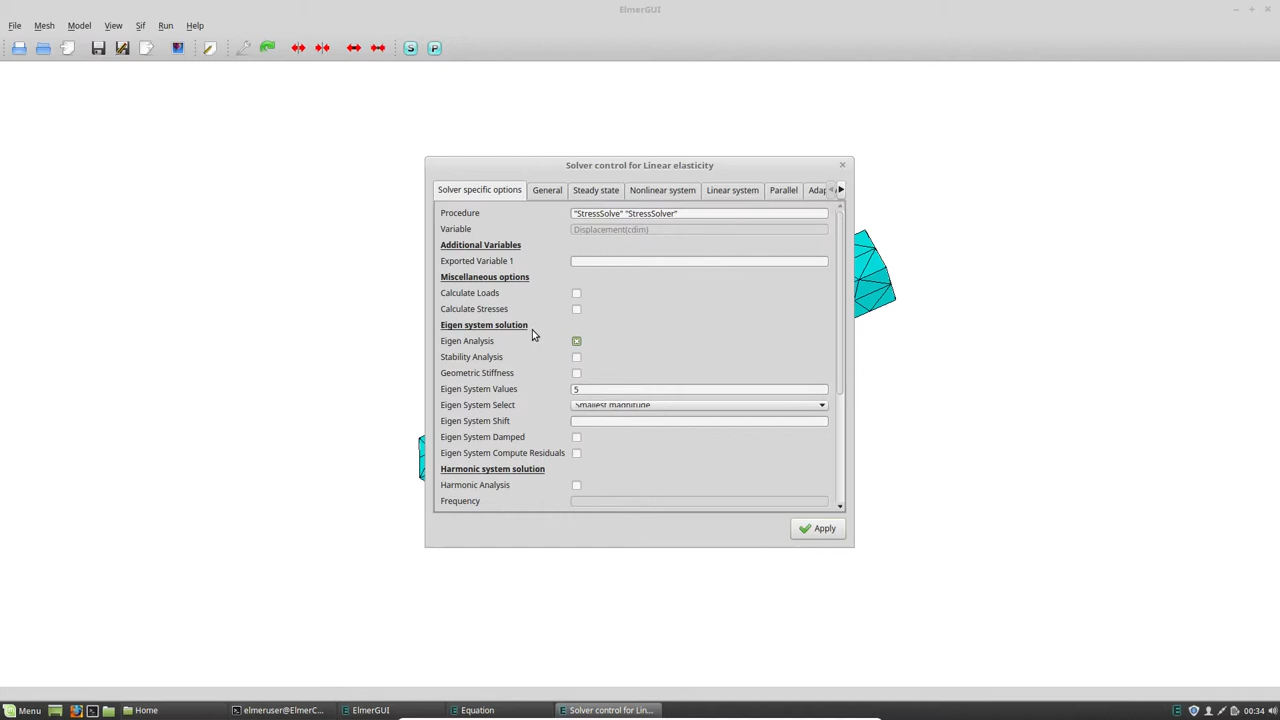 ElmerGUI
File Mesh Model View Sif Run Help
S P
Solver control for Linear elasticity
Solver specific options General Steady state Nonlinear system Linear system Parallel Adap
Procedure "StressSolve" "StressSolver"
Variable Displacement(cdim)
Additional Variables
Exported Variable 1
Miscellaneous options
Calculate Loads
Calculate Stresses
Eigen system solution
Eigen Analysis
Stability Analysis
Geometric Stiffness
Eigen System Values 5
Eigen System Select Smallest magnitude
Eigen System Shift
Eigen System Damped
Eigen System Compute Residuals
Harmonic system solution
Harmonic Analysis
Frequency
Apply
Menu Home elmeruser@ElmerC... ElmerGUI Equation Solver control for Lin... 00:34